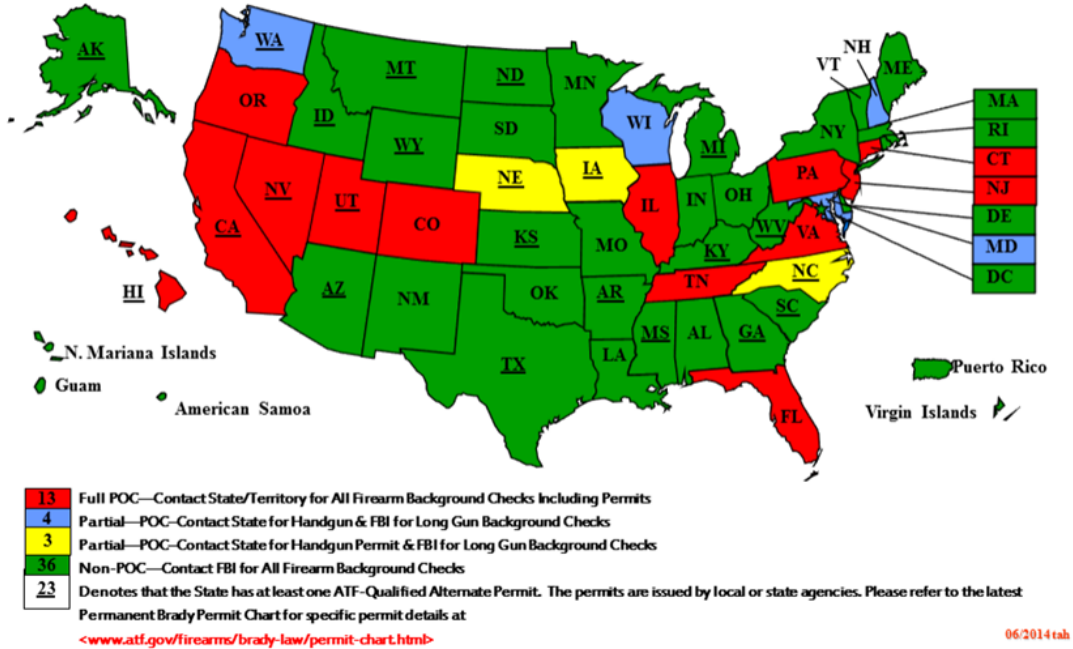 AK
WA
MT
ND
MN
VT
NH
ME
OR
ID
SD
WI
MI
NY
MA
RI
CT
NJ
DE
MD
DC
WY
NE
IA
PA
NV
UT
CO
CA
IL
IN
OH
WV
VA
KS
MO
KY
HI
AZ
NM
OK
AR
TN
NC
SC
MS
AL
GA
TX
LA
FL
N. Mariana Islands
Guam
American Samoa
Puerto Rico
Virgin Islands
13 Full POC—Contact State/Territory for All Firearm Background Checks Including Permits
4 Partial—POC–Contact State for Handgun & FBI for Long Gun Background Checks
3 Partial—POC–Contact State for Handgun Permit & FBI for Long Gun Background Checks
36 Non-POC—Contact FBI for All Firearm Background Checks
23 Denotes that the State has at least one ATF-Qualified Alternate Permit. The permits are issued by local or state agencies. Please refer to the latest
Permanent Brady Permit Chart for specific permit details at
<www.atf.gov/firearms/brady-law/permit-chart.html>
06/2014 tah